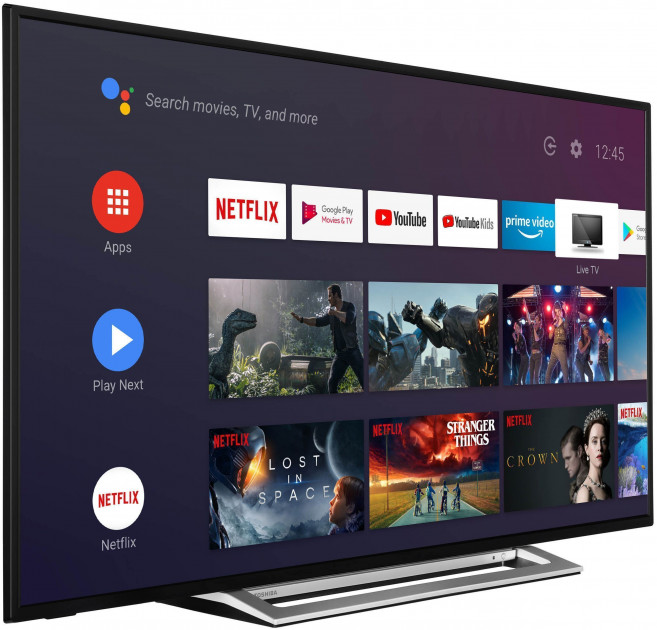 Search movies, TV, and more
12:45
Apps
NETFLIX
Google Play
Movies & TV
YouTube
YouTube Kids
prime video
Live TV
Play Next
NETFLIX
LOST
IN
SPACE
NETFLIX
STRANGER
THINGS
NETFLIX
CROWN
NETFLIX
NETFLIX
Netflix
TOSHIBA